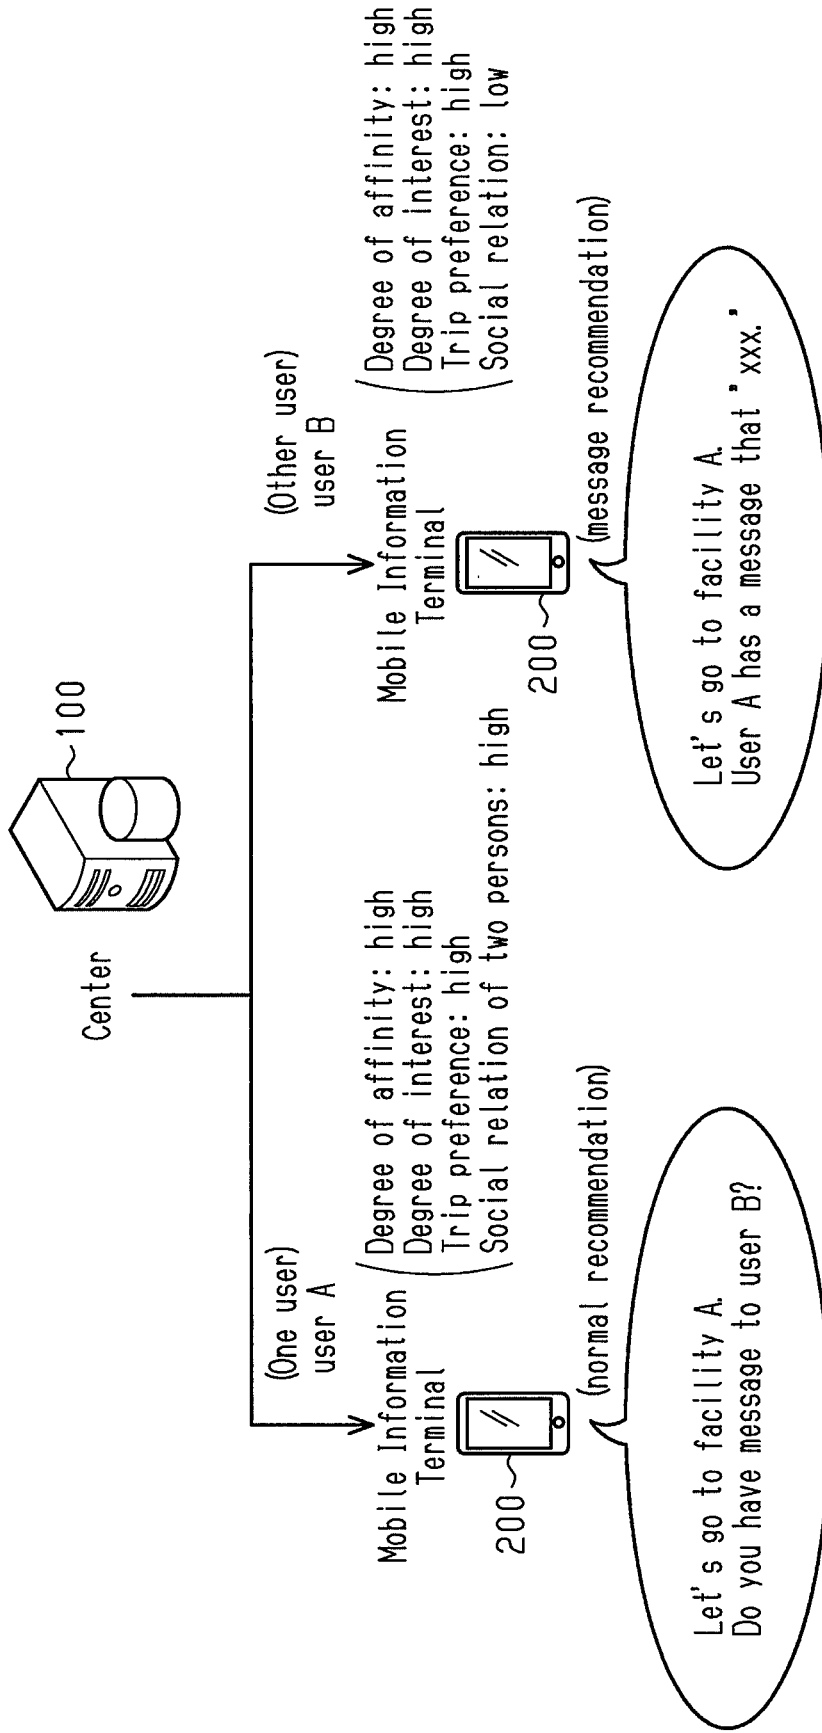 Center
100
(One user)
user A
Mobile Information
Terminal
Degree of affinity: high
Degree of interest: high
Trip preference: high
Social relation of two persons: high
200
(normal recommendation)
Let's go to facility A.
Do you have message to user B?
(Other user)
user B
Mobile Information
Terminal
Degree of affinity: high
Degree of interest: high
Trip preference: high
Social relation: low
200
(message recommendation)
Let's go to facility A.
User A has a message that "xxx."